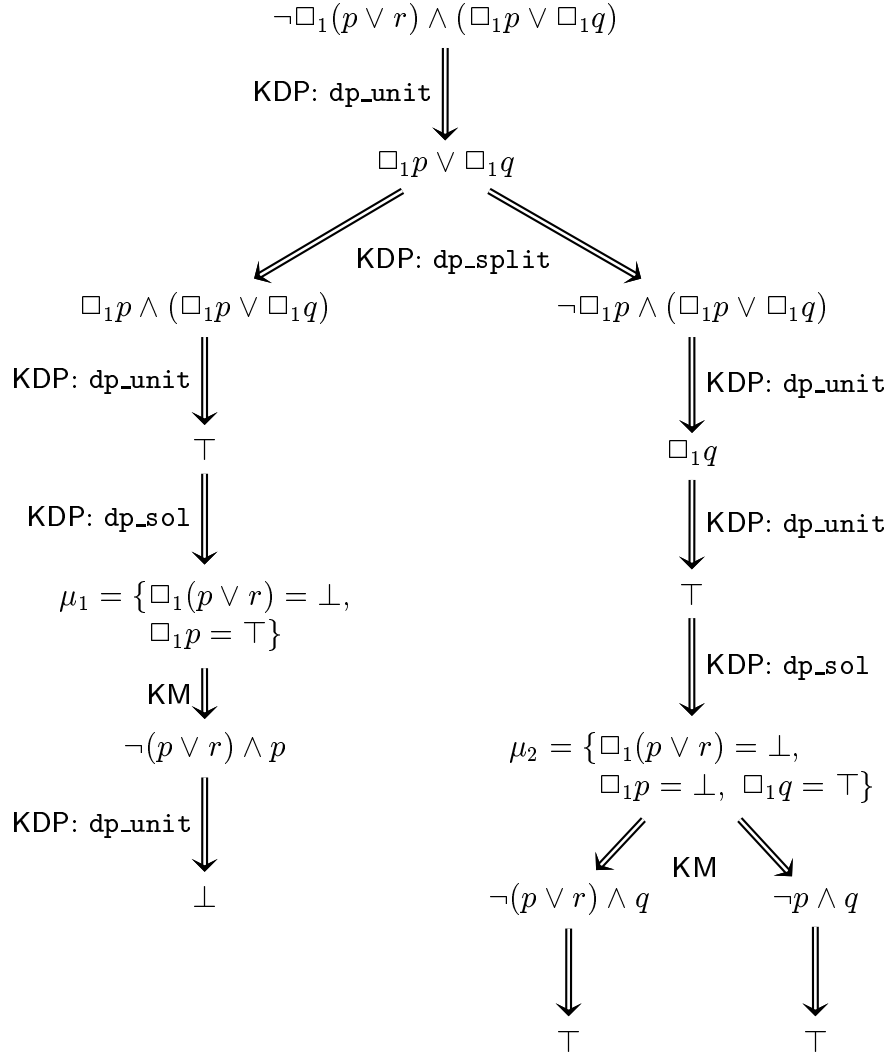 ¬□₁(p ∨ r) ∧ (□₁p ∨ □₁q)
KDP: dp_unit
□₁p ∨ □₁q
KDP: dp_split
□₁p ∧ (□₁p ∨ □₁q)
¬□₁p ∧ (□₁p ∨ □₁q)
KDP: dp_unit
KDP: dp_unit
⊤
□₁q
KDP: dp_sol
KDP: dp_unit
μ₁ = {□₁(p ∨ r) = ⊥,
□₁p = ⊤}
⊤
KDP: dp_sol
KM
¬(p ∨ r) ∧ p
μ₂ = {□₁(p ∨ r) = ⊥,
□₁p = ⊥, □₁q = ⊤}
KDP: dp_unit
KM
⊥
¬(p ∨ r) ∧ q
¬p ∧ q
⊤
⊤